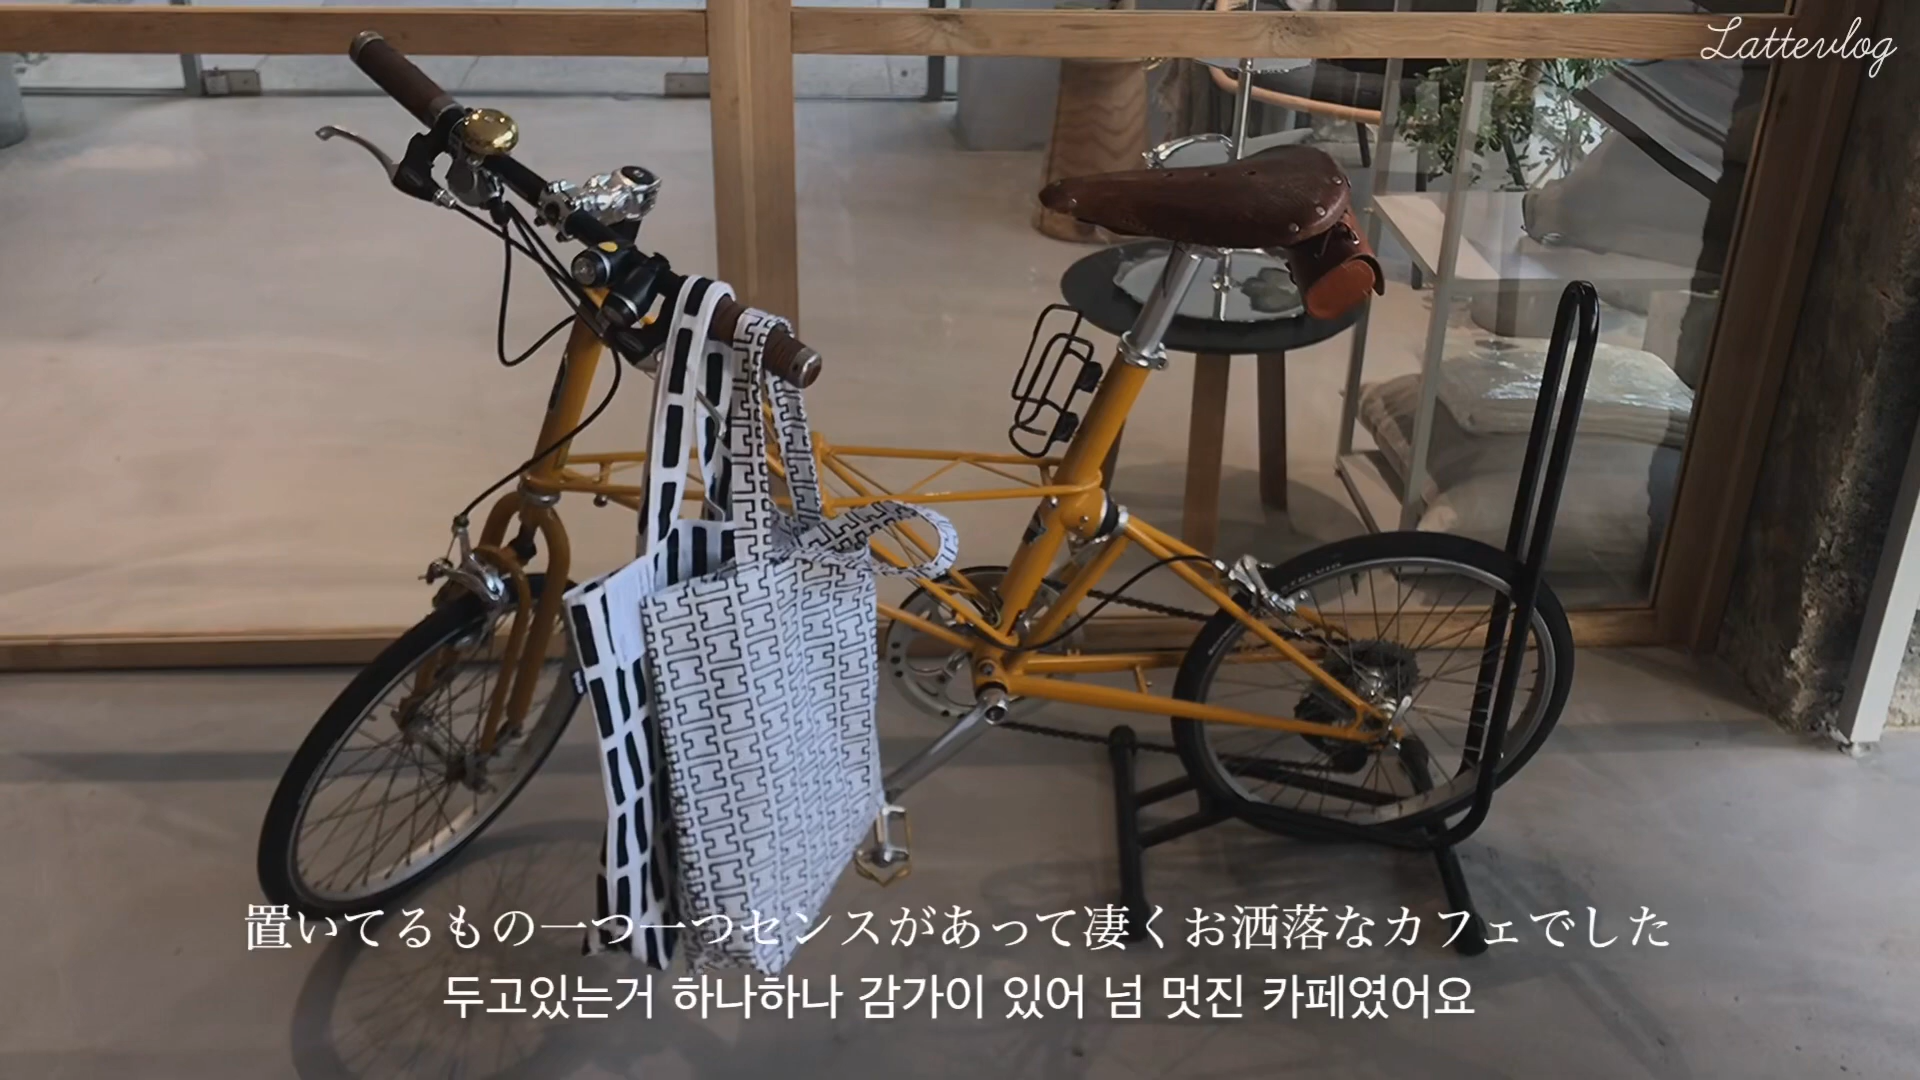 Lattevlog
置いてるもの一つ一つセンスがあって凄くお洒落なカフェでした
두고있는거 하나하나 감가이 있어 넘 멋진 카페였어요